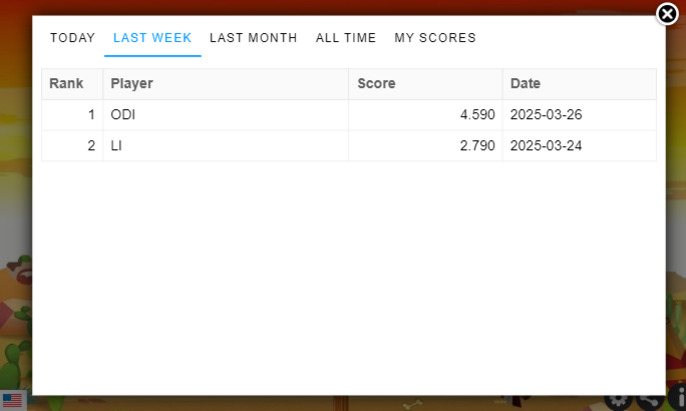 TODAY LAST WEEK LAST MONTH ALL TIME MY SCORES
Rank Player Score Date
1 ODI 4.590 2025-03-26
2 LI 2.790 2025-03-24